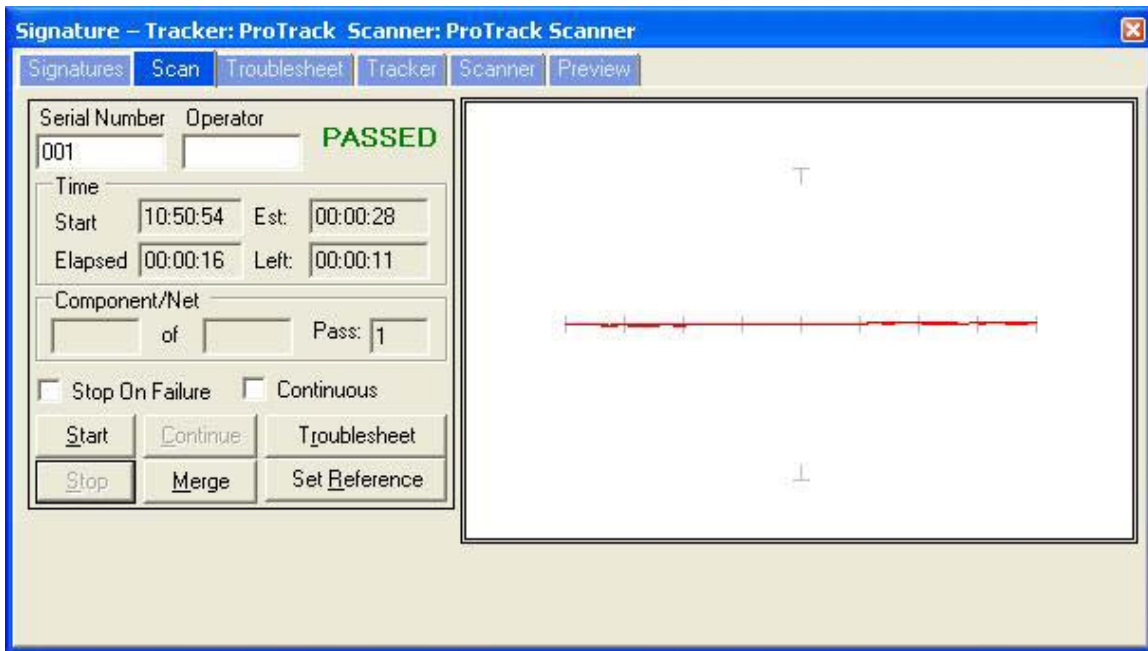 Signature – Tracker: ProTrack  Scanner: ProTrack Scanner
Signatures Scan Troublesheet Tracker Scanner Preview
Serial Number Operator
001 PASSED
Time
Start 10:50:54 Est: 00:00:28
Elapsed 00:00:16 Left: 00:00:11
Component/Net
of Pass: 1
Stop On Failure Continuous
Start Continue Troublesheet
Stop Merge Set Reference